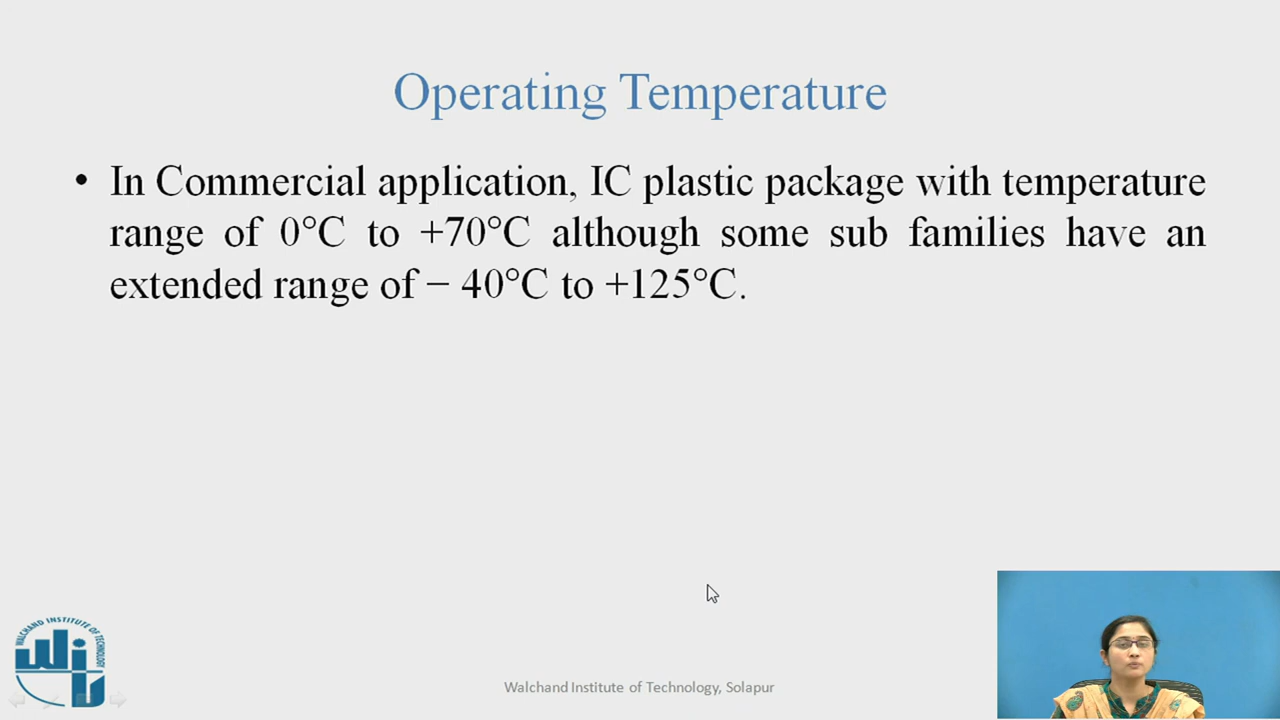 Operating Temperature
• In Commercial application, IC plastic package with temperature
range of 0°C to +70°C although some sub families have an
extended range of − 40°C to +125°C.
WALCHAND INSTITUTE OF TECHNOLOGY
WIT
Walchand Institute of Technology, Solapur